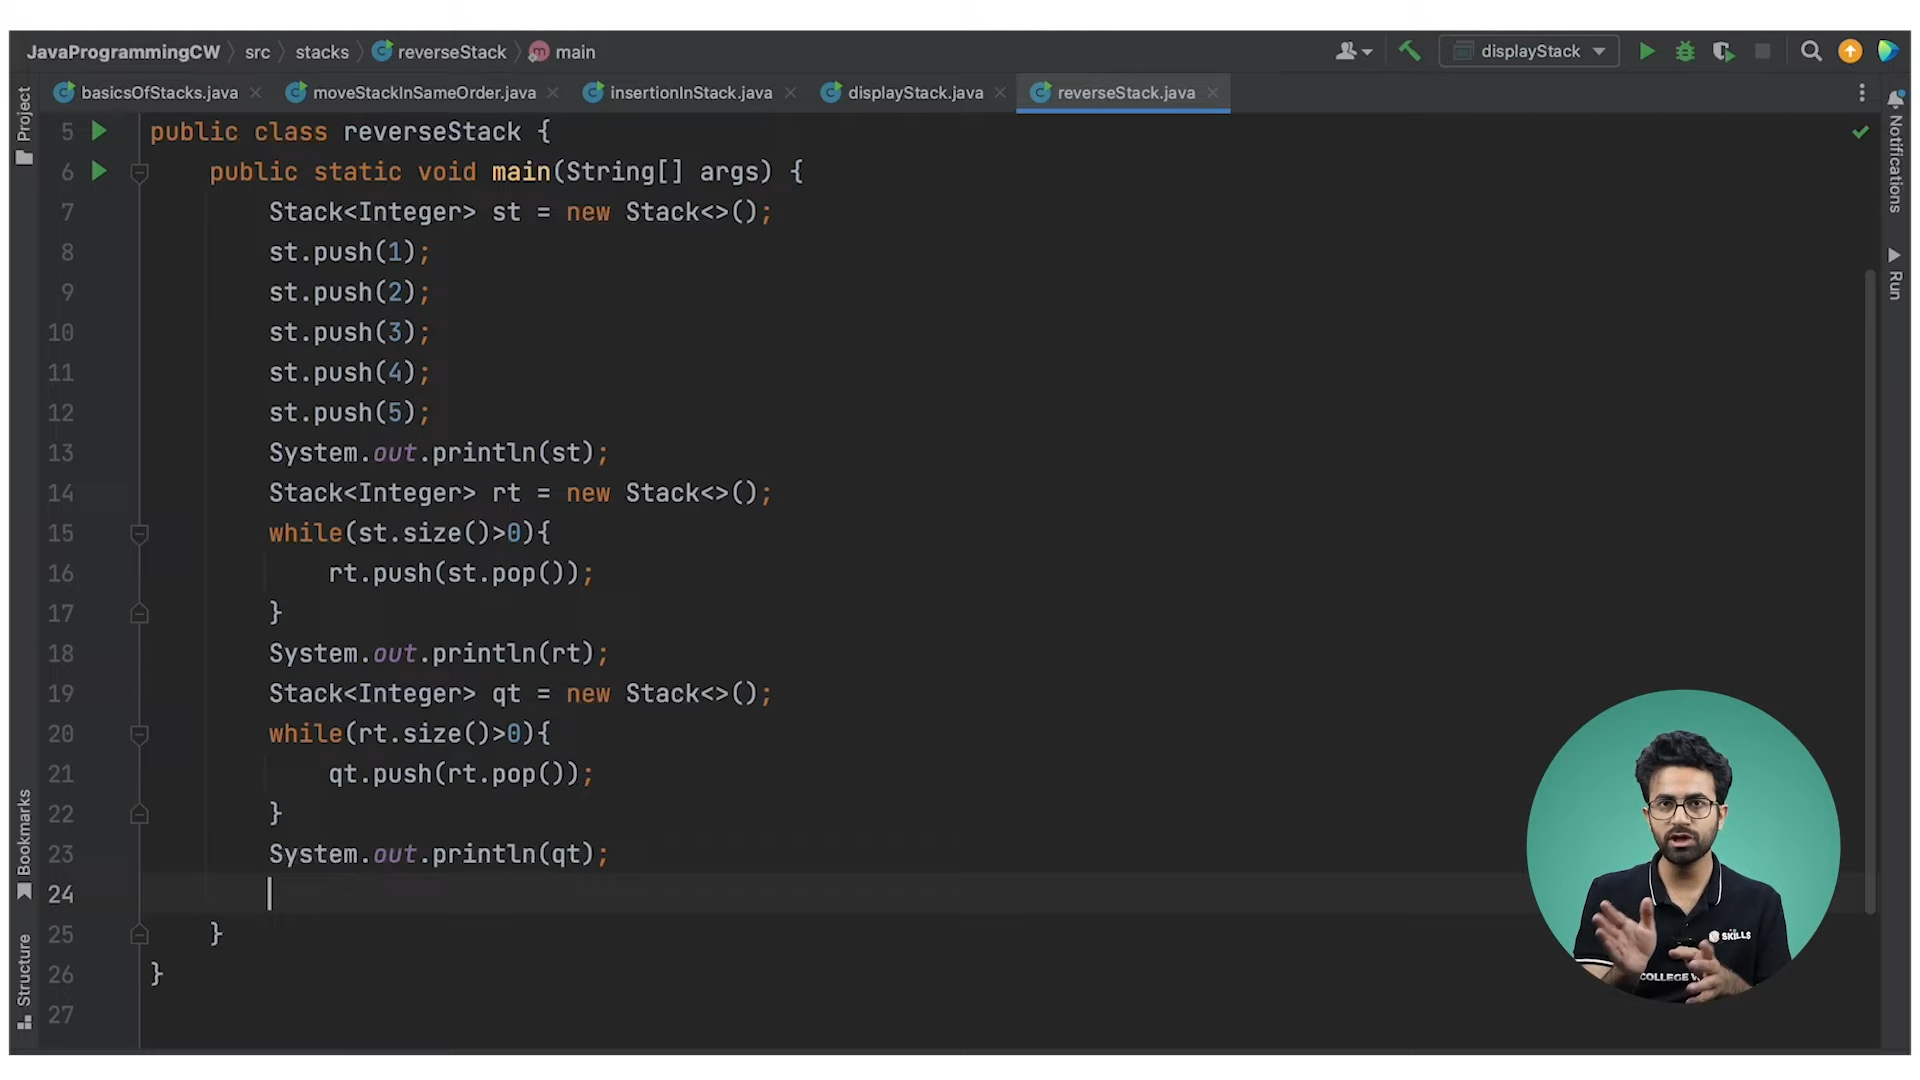 JavaProgrammingCW src stacks reverseStack m main
displayStack
basicsOfStacks.java moveStackInSameOrder.java insertionInStack.java displayStack.java reverseStack.java
Project
Notifications
Run
5 public class reverseStack {
6 public static void main(String[] args) {
7 Stack<Integer> st = new Stack<>();
8 st.push(1);
9 st.push(2);
10 st.push(3);
11 st.push(4);
12 st.push(5);
13 System.out.println(st);
14 Stack<Integer> rt = new Stack<>();
15 while(st.size()>0){
16 rt.push(st.pop());
17 }
18 System.out.println(rt);
19 Stack<Integer> qt = new Stack<>();
20 while(rt.size()>0){
21 qt.push(rt.pop());
22 }
23 System.out.println(qt);
24
25 }
26 }
27
Bookmarks
Structure
SKILLS
COLLEGE W